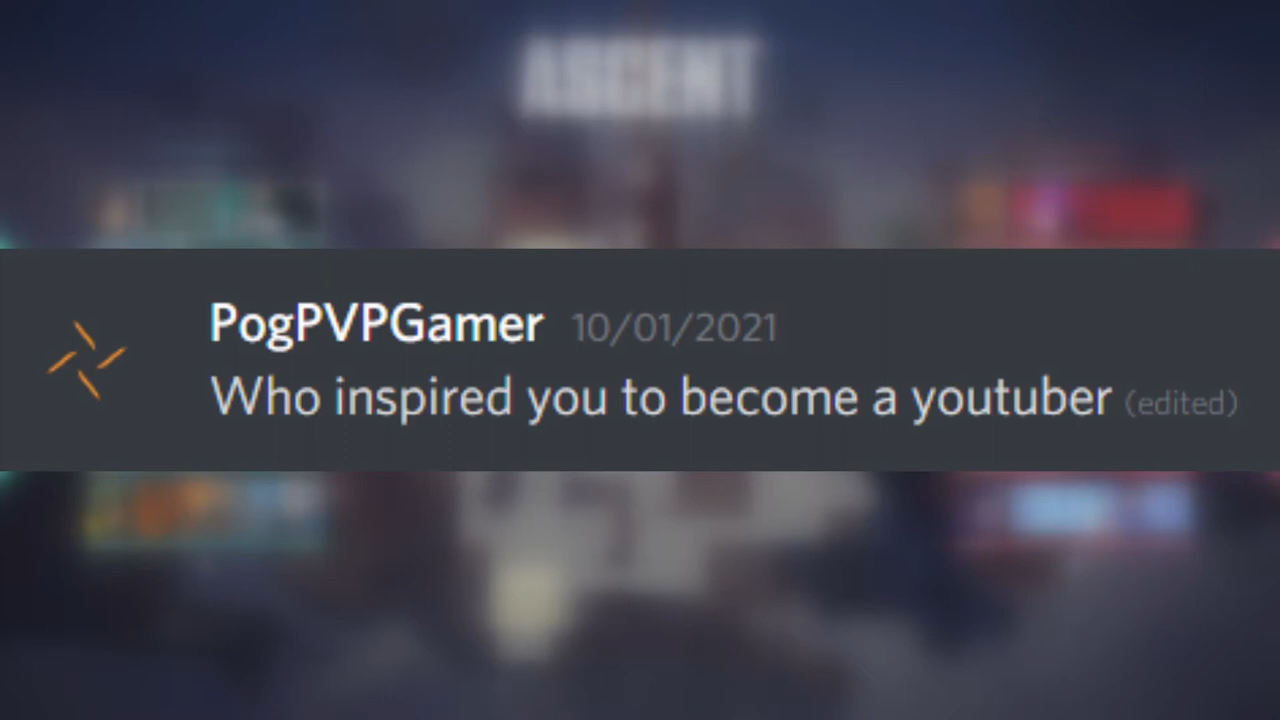 ASCENT
PogPVPGamer 10/01/2021
Who inspired you to become a youtuber (edited)